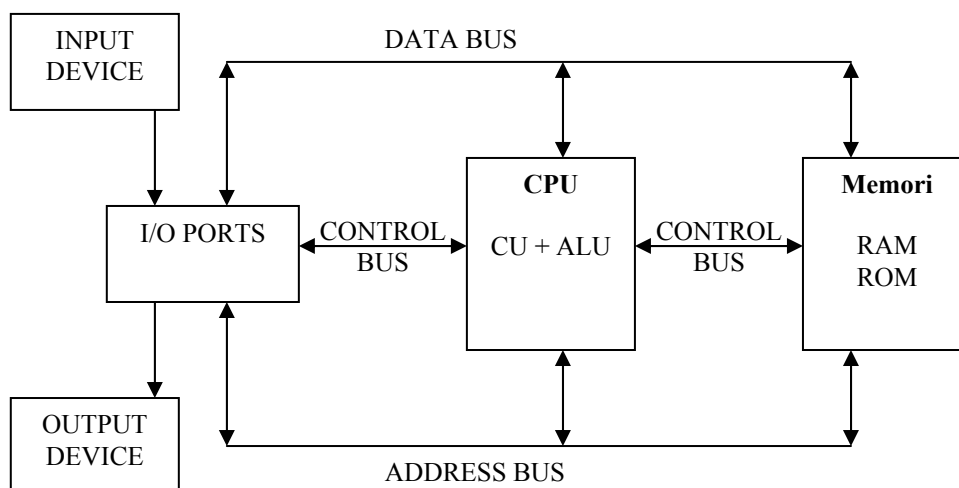 INPUT
DEVICE
DATA BUS
I/O PORTS
CONTROL
BUS
CPU
CU + ALU
CONTROL
BUS
Memori
RAM
ROM
OUTPUT
DEVICE
ADDRESS BUS